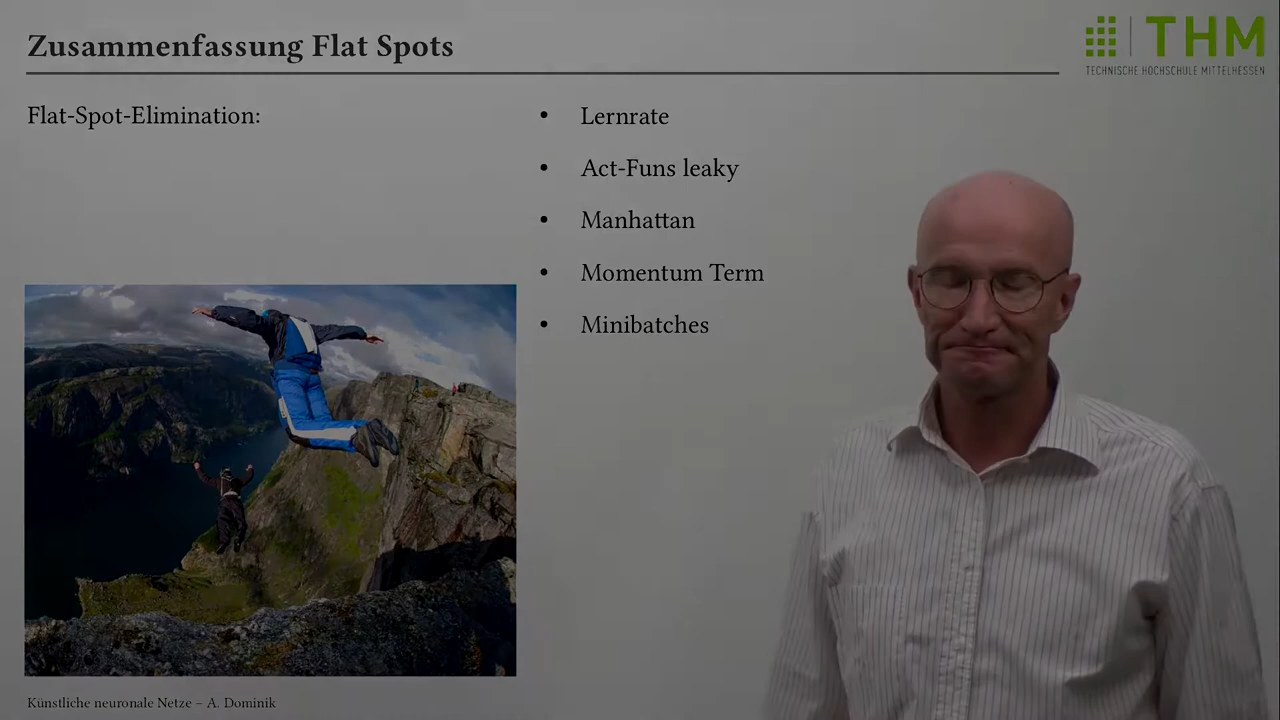 Zusammenfassung Flat Spots
THM
TECHNISCHE HOCHSCHULE MITTELHESSEN
Flat-Spot-Elimination:
• Lernrate
• Act-Funs leaky
• Manhattan
• Momentum Term
• Minibatches
Künstliche neuronale Netze – A. Dominik